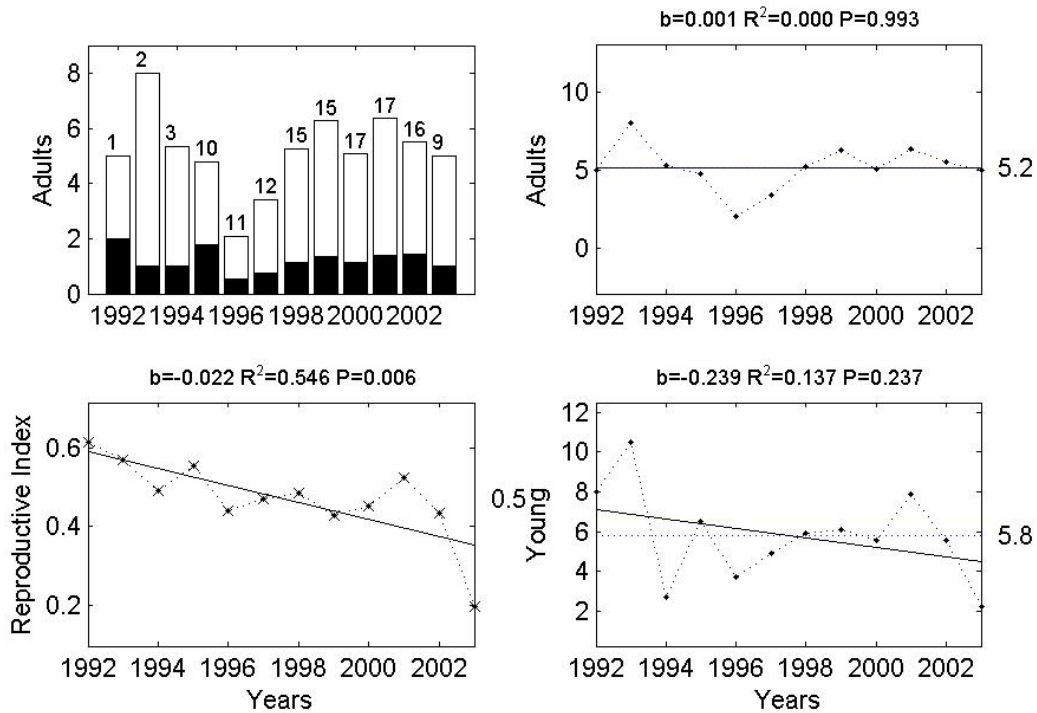 b=0.001 R²=0.000 P=0.993
8
6
4
2
0
Adults
1
2
3
10
11
12
15
15
17
17
16
9
1992 1994 1996 1998 2000 2002
10
5
0
Adults
5.2
1992 1994 1996 1998 2000 2002
b=-0.022 R²=0.546 P=0.006
0.6
0.4
0.2
Reproductive Index
0.5
1992 1994 1996 1998 2000 2002
Years
b=-0.239 R²=0.137 P=0.237
12
10
8
6
4
2
Young
5.8
1992 1994 1996 1998 2000 2002
Years